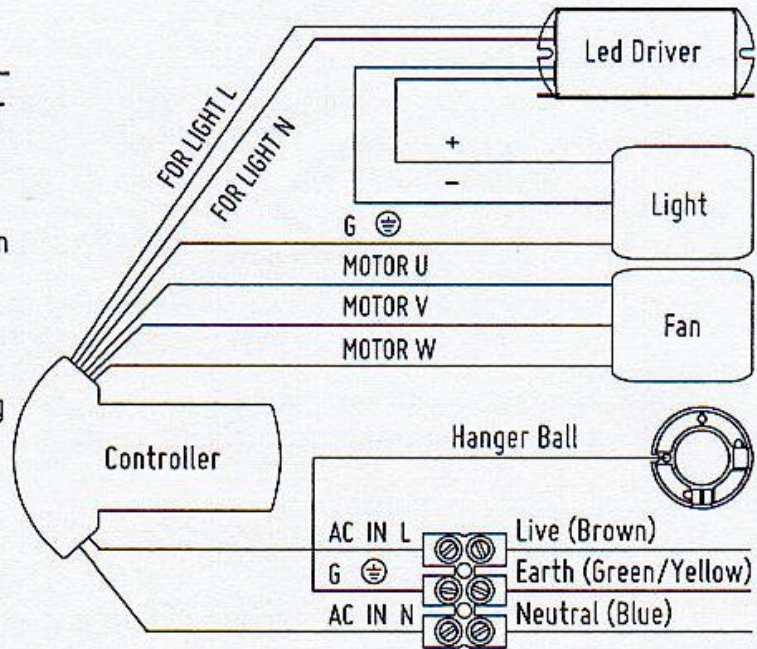 Led Driver
FOR LIGHT L
FOR LIGHT N
+
–
Light
G
MOTOR U
MOTOR V
Fan
MOTOR W
Hanger Ball
Controller
AC IN L
Live (Brown)
G
Earth (Green/Yellow)
AC IN N
Neutral (Blue)